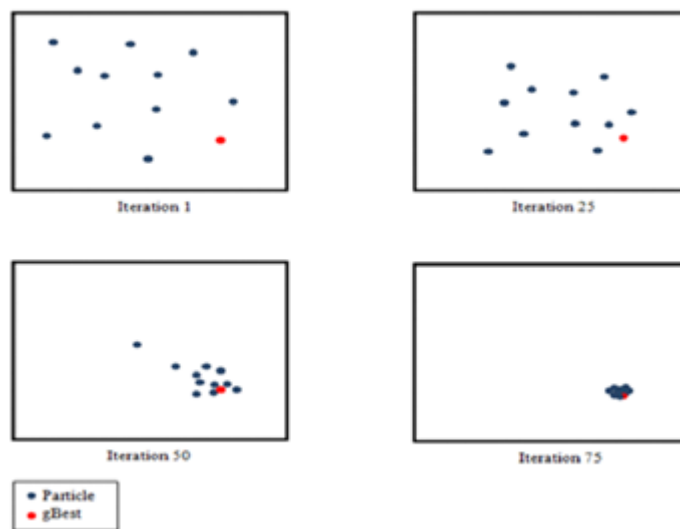 Iteration 1
Iteration 25
Iteration 50
Iteration 75
Particle
gBest